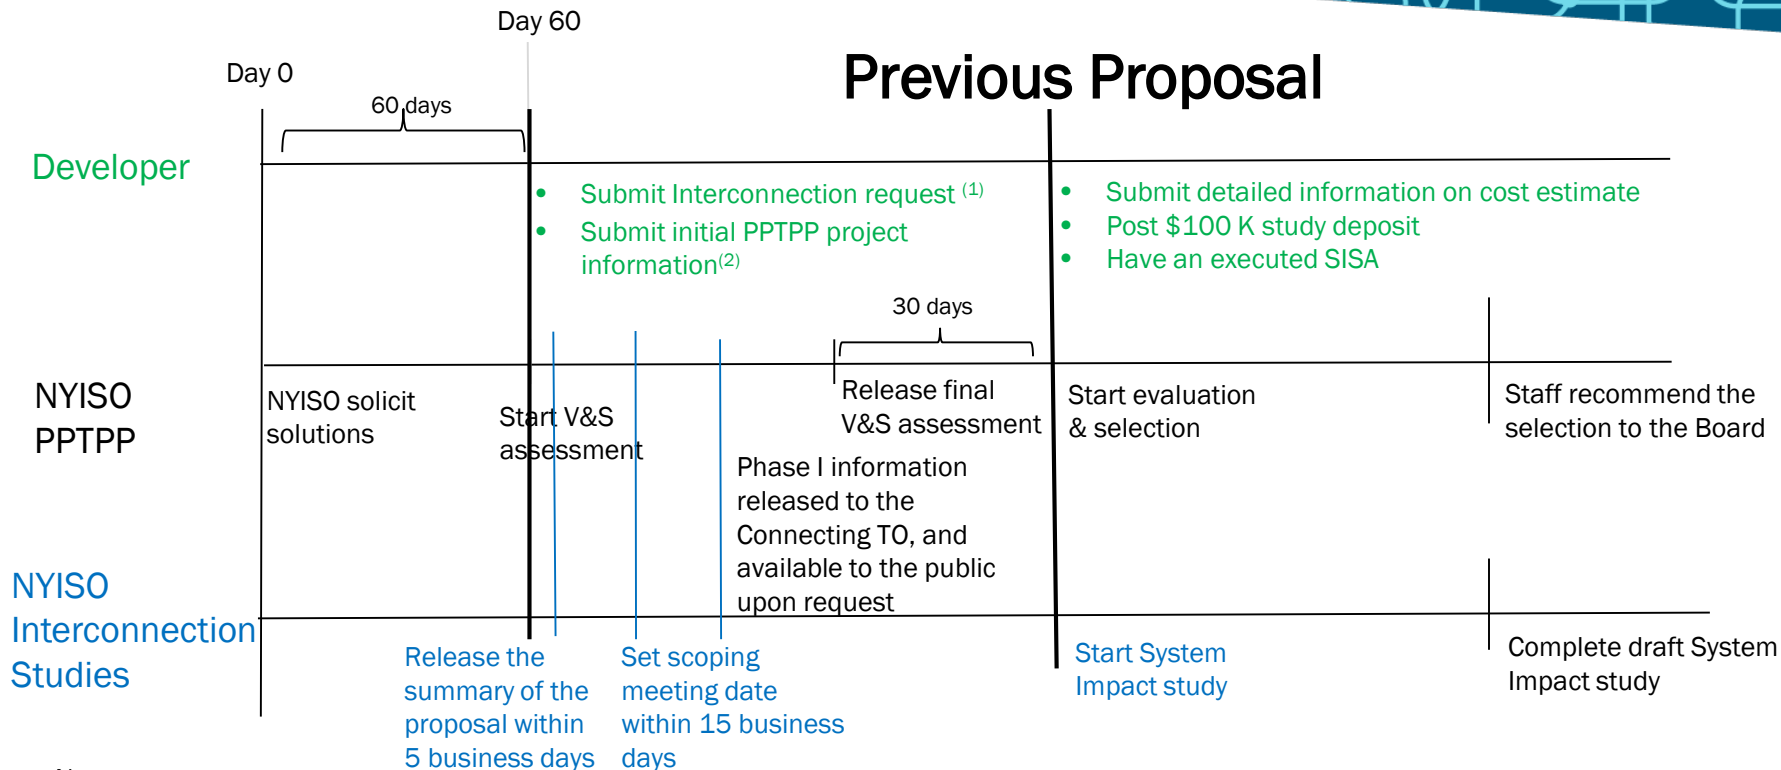 Day 60
Previous Proposal
Day 0
60 days
Developer
• Submit Interconnection request (1)
• Submit initial PPTPP project
information(2)
• Submit detailed information on cost estimate
• Post $100 K study deposit
• Have an executed SISA
30 days
NYISO
PPTPP
NYISO solicit
solutions
Start V&S
assessment
Release final
V&S assessment
Start evaluation
& selection
Staff recommend the
selection to the Board
Phase I information
released to the
Connecting TO, and
available to the public
upon request
NYISO
Interconnection
Studies
Release the
summary of the
proposal within
5 business days
Set scoping
meeting date
within 15 business
days
Start System
Impact study
Complete draft System
Impact study